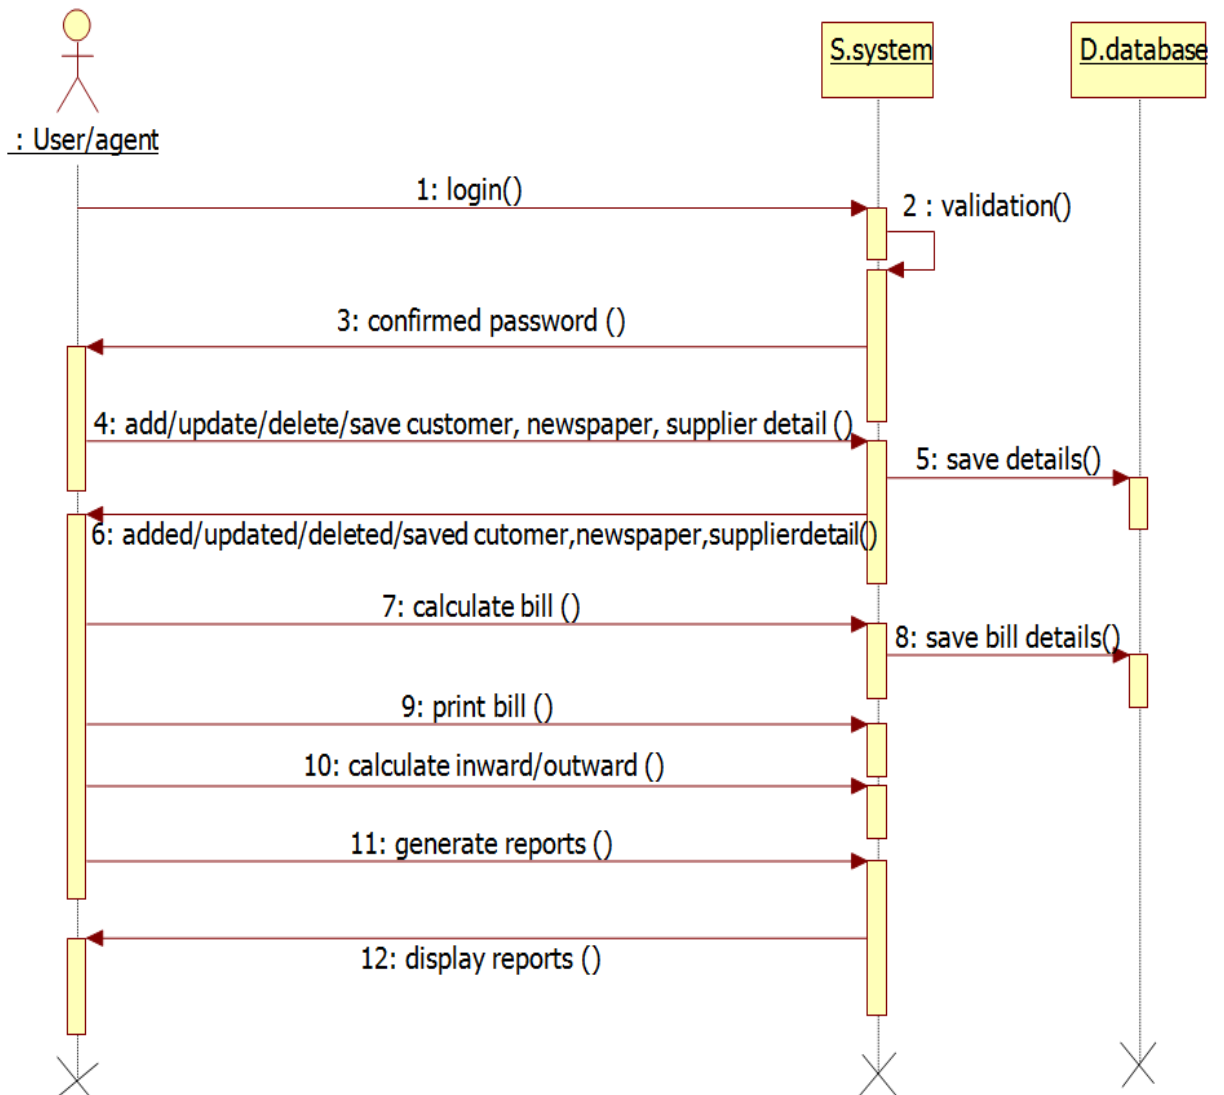 S.system
D.database
: User/agent
1: login()
2 : validation()
3: confirmed password ()
4: add/update/delete/save customer, newspaper, supplier detail ()
5: save details()
6: added/updated/deleted/saved cutomer,newspaper,supplierdetail()
7: calculate bill ()
8: save bill details()
9: print bill ()
10: calculate inward/outward ()
11: generate reports ()
12: display reports ()